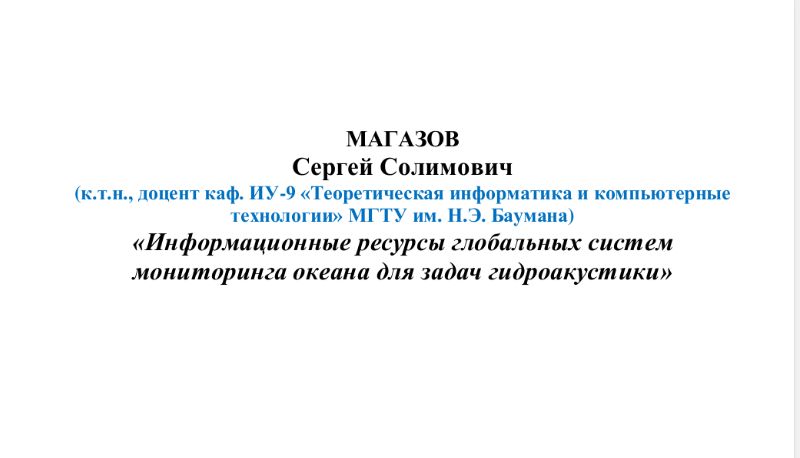 МАГАЗОВ
Сергей Солимович
(к.т.н., доцент каф. ИУ-9 «Теоретическая информатика и компьютерные
технологии» МГТУ им. Н.Э. Баумана)
«Информационные ресурсы глобальных систем
мониторинга океана для задач гидроакустики»